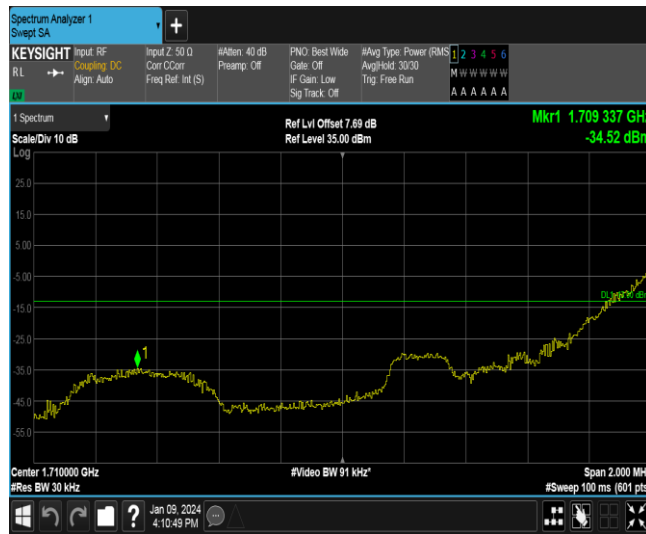 Spectrum Analyzer 1
Swept SA
+
KEYSIGHT
RL
Input: RF
Coupling: DC
Align: Auto
Input Z: 50 Ω
Corr CCorr
Freq Ref: Int (S)
#Atten: 40 dB
Preamp: Off
PNO: Best Wide
Gate: Off
IF Gain: Low
Sig Track: Off
#Avg Type: Power (RMS
Avg|Hold: 30/30
Trig: Free Run
1 2 3 4 5 6
M W W W W W
A A A A A A
1 Spectrum
Scale/Div 10 dB
Log
Ref Lvl Offset 7.69 dB
Ref Level 35.00 dBm
Mkr1 1.709 337 GHz
-34.52 dBm
25.0
15.0
5.00
-5.00
-15.0
-25.0
-35.0
-45.0
-55.0
1
Center 1.710000 GHz
#Res BW 30 kHz
#Video BW 91 kHz*
Span 2.000 MH
#Sweep 100 ms (601 pts
?
Jan 09, 2024
4:10:49 PM